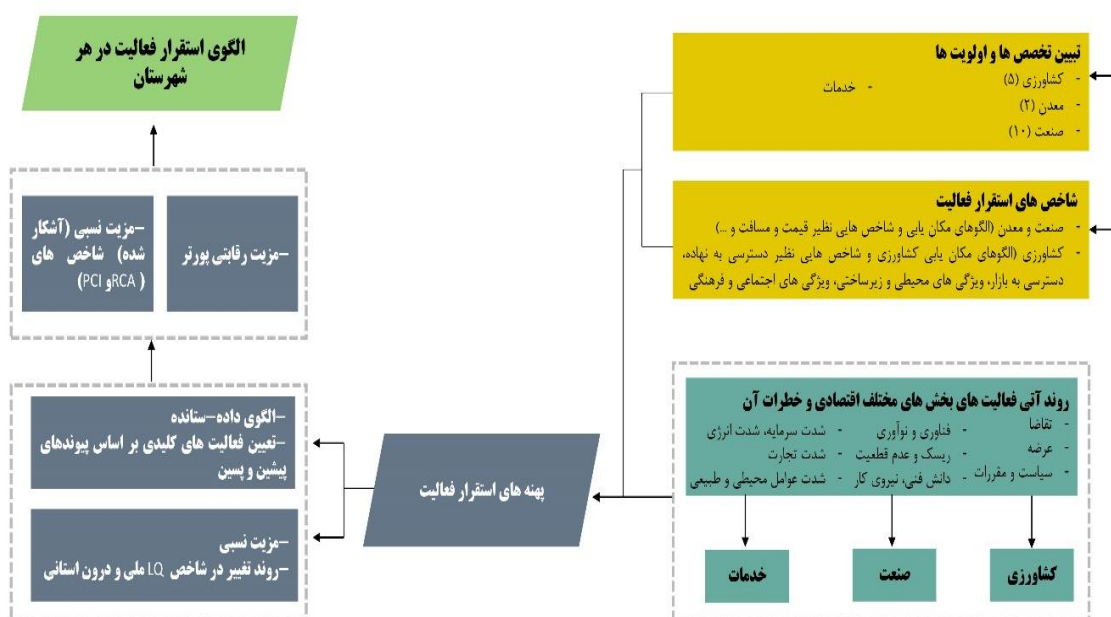 تبیین تخصص ها و اولویت ها
- کشاورزی (۵)
- معدن (۲)
- صنعت (۱۰)
- خدمات
شاخص های استقرار فعالیت
- صنعت و معدن (الگوهای مکان یابی و شاخص هایی نظیر قیمت و مسافت و ...)
- کشاورزی (الگوهای مکان یابی کشاورزی و شاخص هایی نظیر دسترسی به نهاده،
دسترسی به بازار، ویژگی های محیطی و زیرساختی، ویژگی های اجتماعی و فرهنگی
روند آتی فعالیت های بخش های مختلف اقتصادی و خطرات آن
- تقاضا
- عرضه
- سیاست و مقررات
- فناوری و نوآوری
- ریسک و عدم قطعیت
- دانش فنی، نیروی کار
- شدت سرمایه، شدت انرژی
- شدت تجارت
- شدت عوامل محیطی و طبیعی
کشاورزی
صنعت
خدمات
پهنه های استقرار فعالیت
–الگوی داده–ستانده
–تعیین فعالیت های کلیدی بر اساس پیوندهای
پیشین و پسین
–مزیت نسبی
–روند تغییر در شاخص LQ ملی و درون استانی
–مزیت رقابتی پورتر
–مزیت نسبی (آشکار
شده) شاخص های
(RCA و PCI)
الگوی استقرار فعالیت در هر
شهرستان